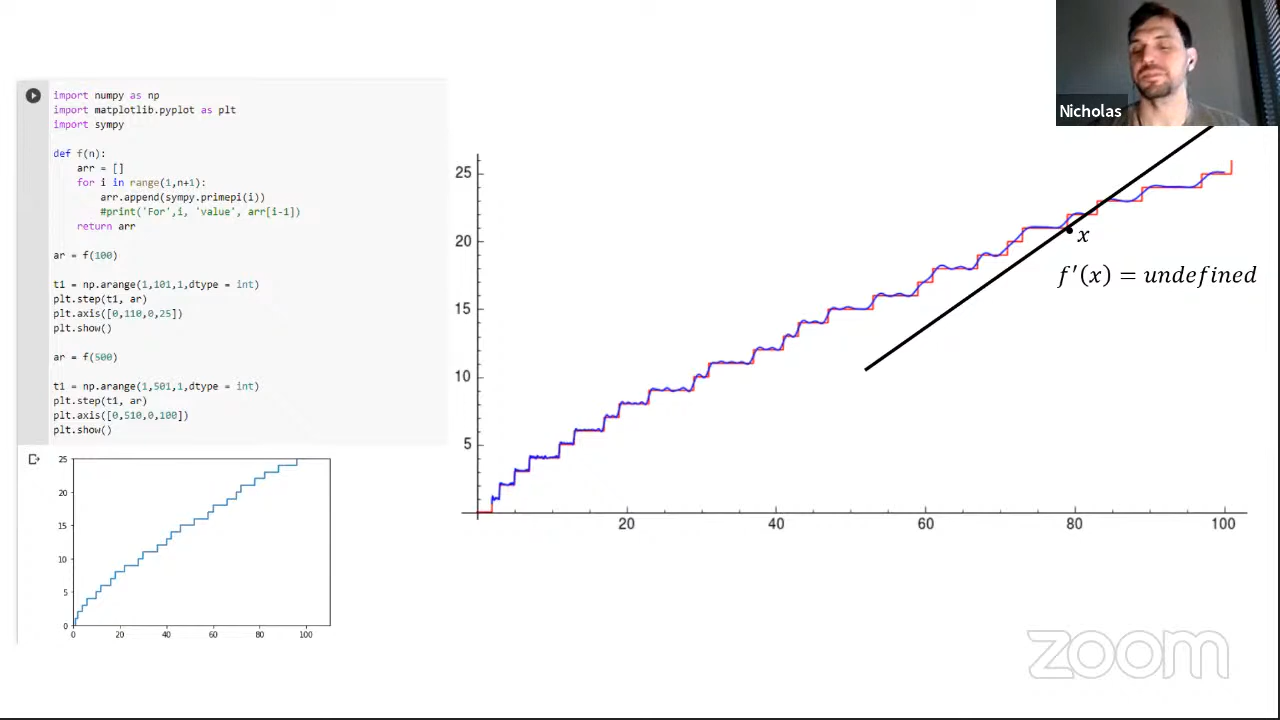 import numpy as np
import matplotlib.pyplot as plt
import sympy
def f(n):
arr = []
for i in range(1,n+1):
arr.append(sympy.primepi(i))
#print('For',i, 'value', arr[i-1])
return arr
ar = f(100)
t1 = np.arange(1,101,1,dtype = int)
plt.step(t1, ar)
plt.axis([0,110,0,25])
plt.show()
ar = f(500)
t1 = np.arange(1,501,1,dtype = int)
plt.step(t1, ar)
plt.axis([0,510,0,100])
plt.show()
25
20
15
10
5
0
0 20 40 60 80 100
Nicholas
25
20
15
10
5
20 40 60 80 100
x
f'(x) = undefined
zoom